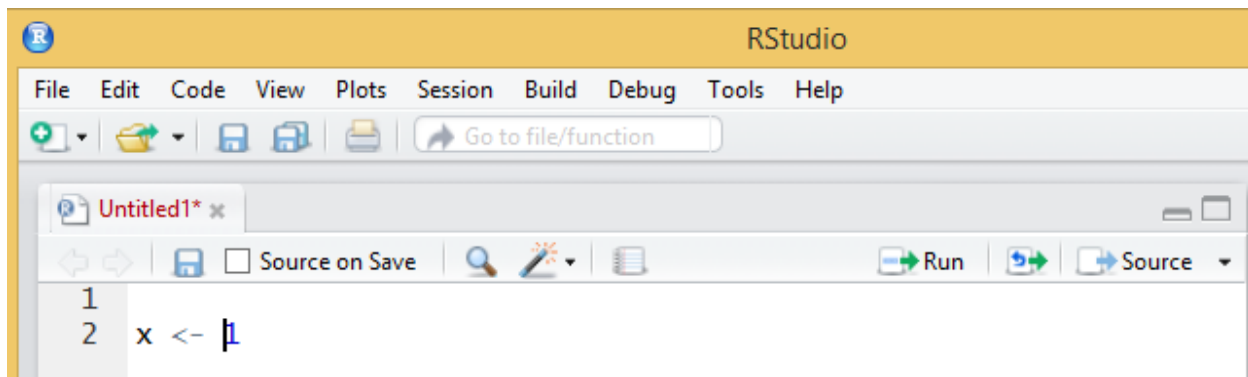 R RStudio
File Edit Code View Plots Session Build Debug Tools Help
Go to file/function
Untitled1*
Source on Save Run Source
1
2 x <- 1